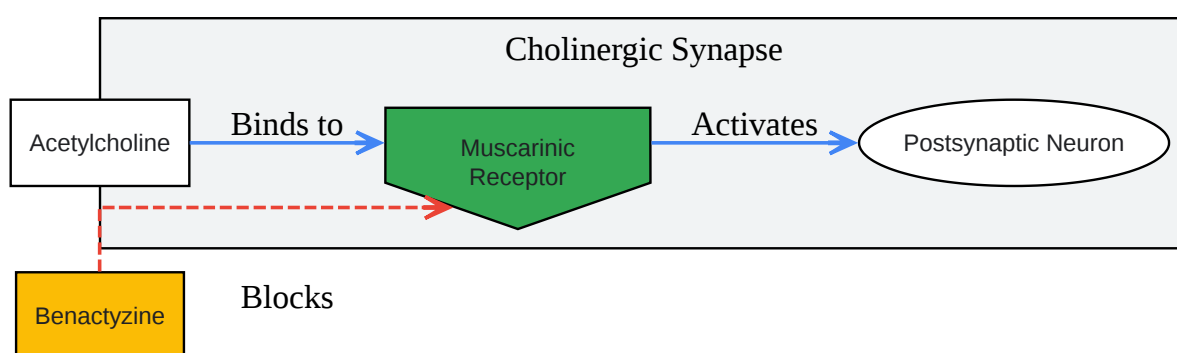 Cholinergic Synapse
Acetylcholine
Binds to
Muscarinic
Receptor
Activates
Postsynaptic Neuron
Benactyzine
Blocks